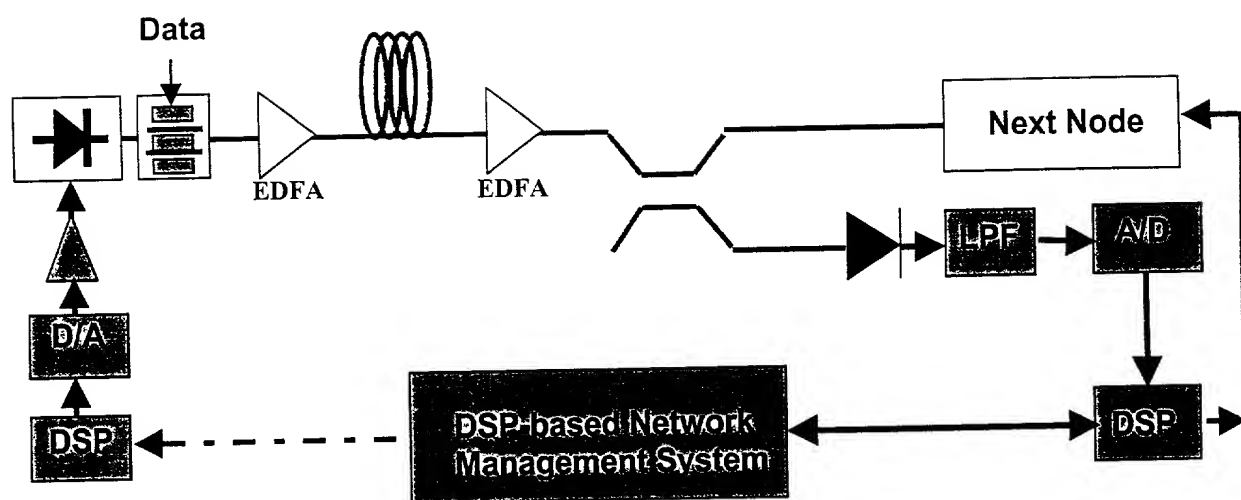 Data
EDFA
EDFA
Next Node
LPF
A/D
D/A
DSP
DSP-based Network
Management System
DSP